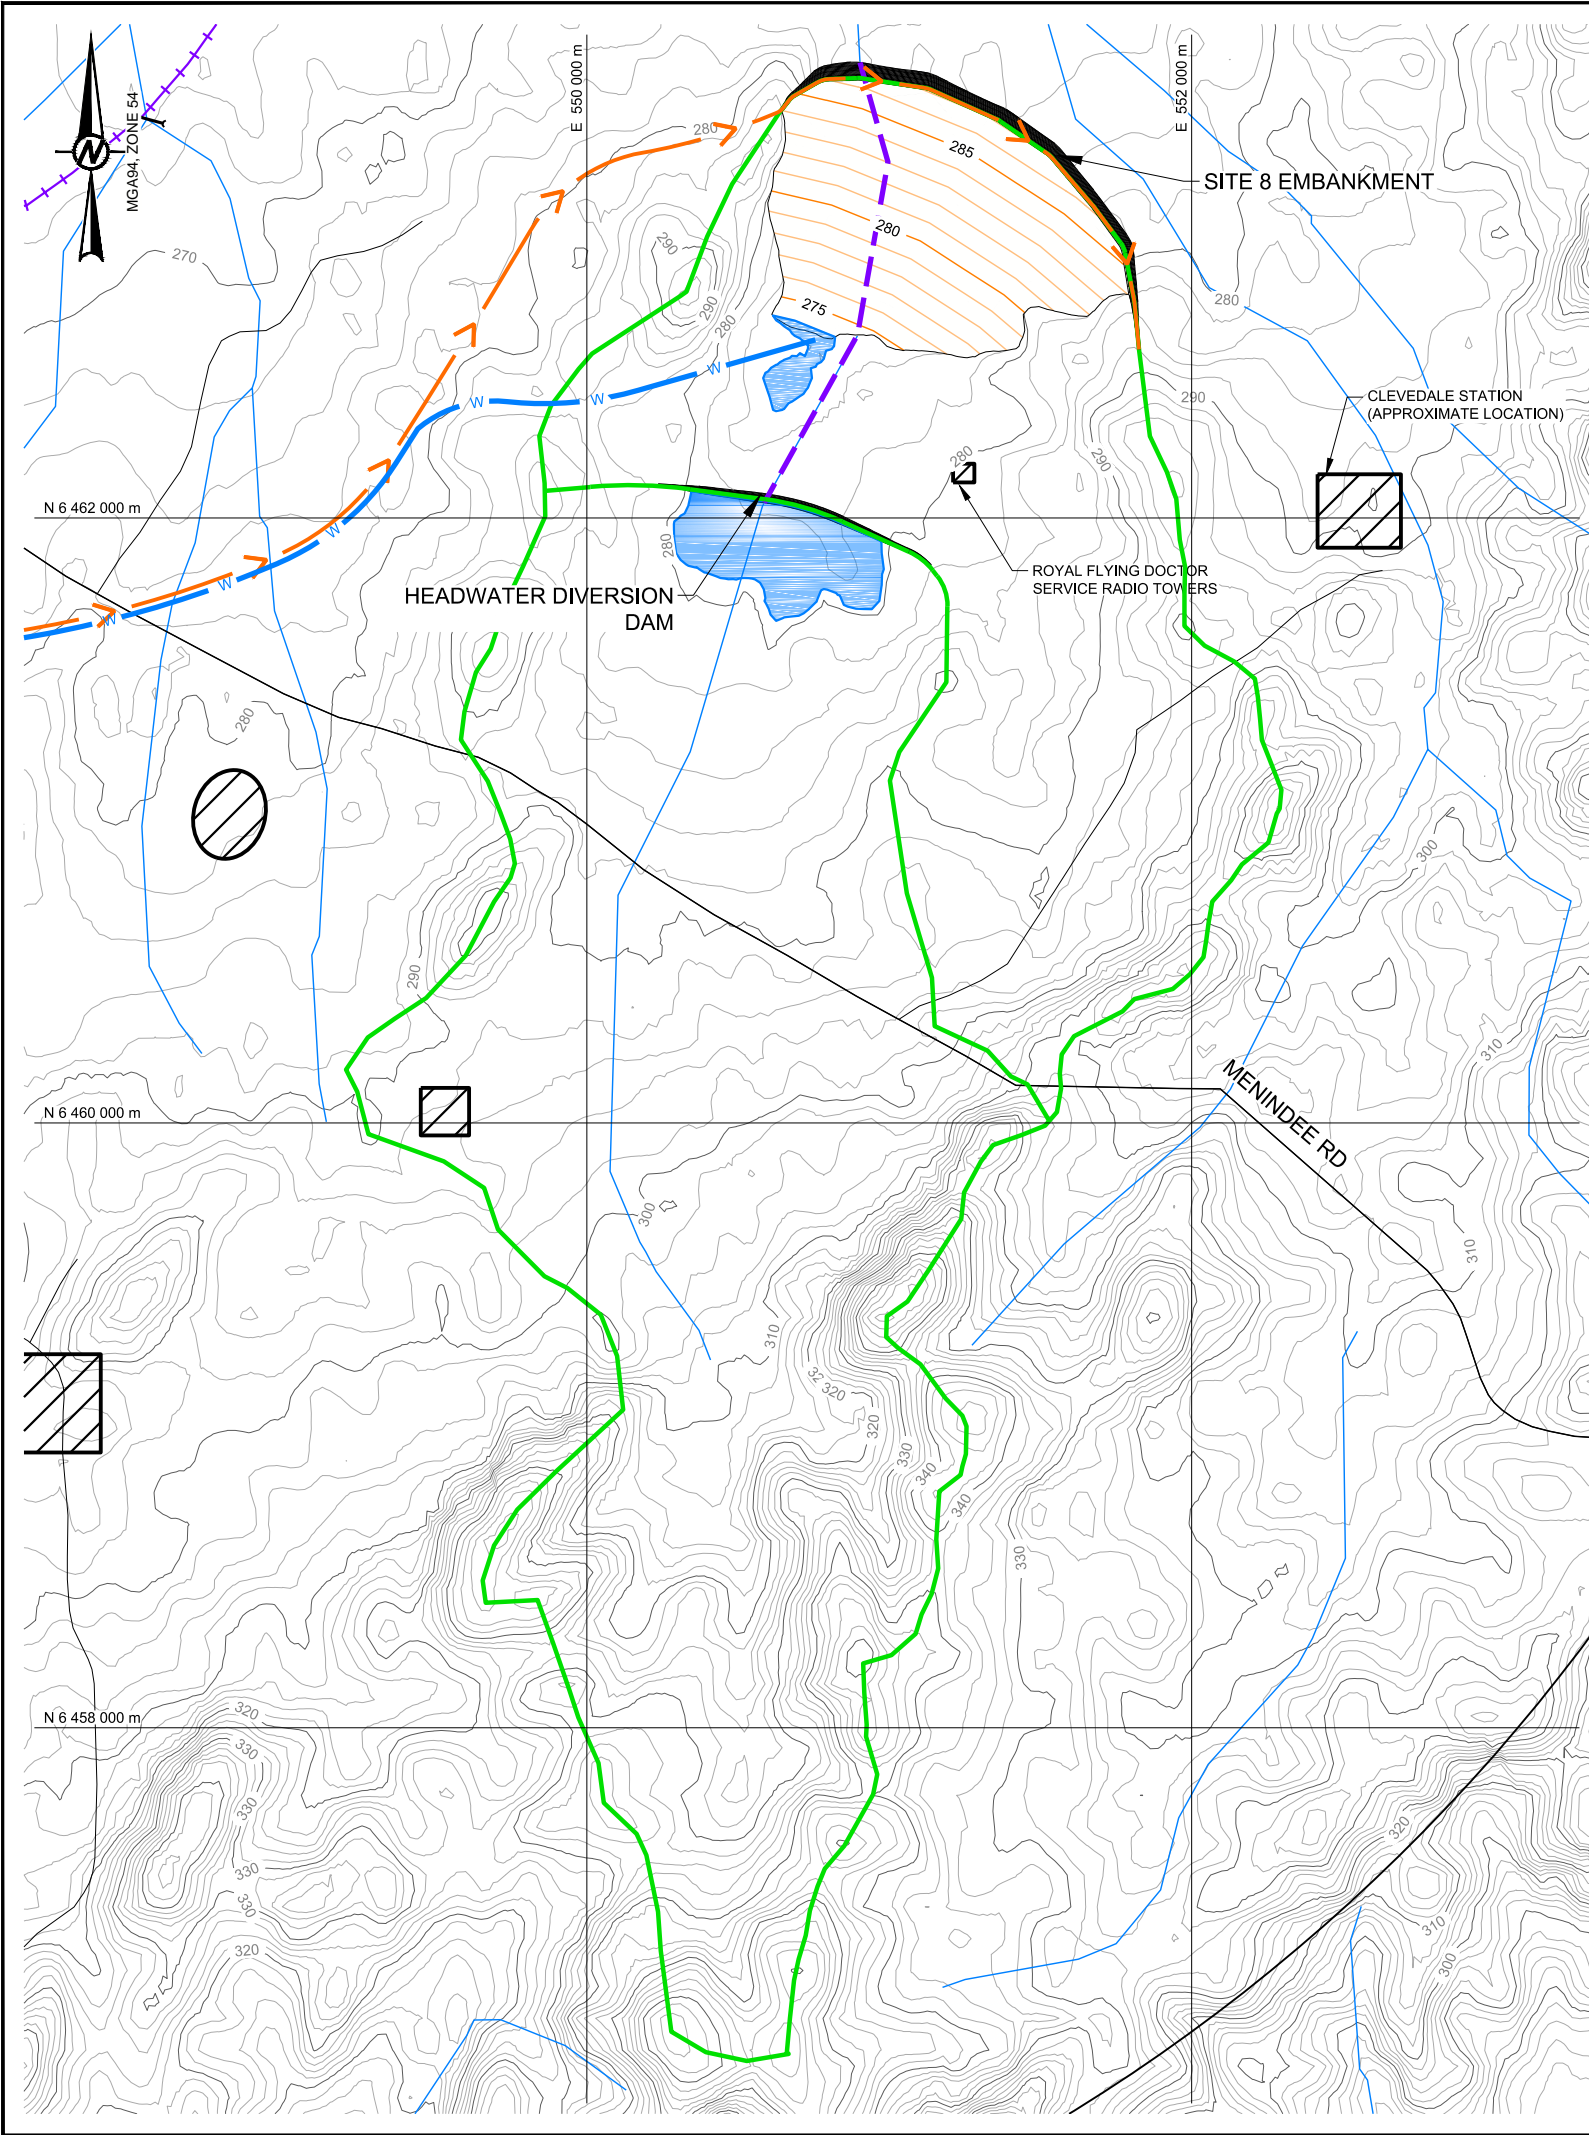 E 550 000 m
E 552 000 m
N
MGA94, ZONE 54
280
285
SITE 8 EMBANKMENT
280
290
270
290
280
275
280
W
W
W
290
CLEVEDALE STATION
(APPROXIMATE LOCATION)
280
290
N 6 462 000 m
W
280
W
ROYAL FLYING DOCTOR
SERVICE RADIO TOWERS
HEADWATER DIVERSION
DAM
W
280
300
290
310
MENINDEE RD
N 6 460 000 m
300
310
310
32
320
320
330
340
340
330
N 6 458 000 m
320
330
330
320
330
330
310
320
300